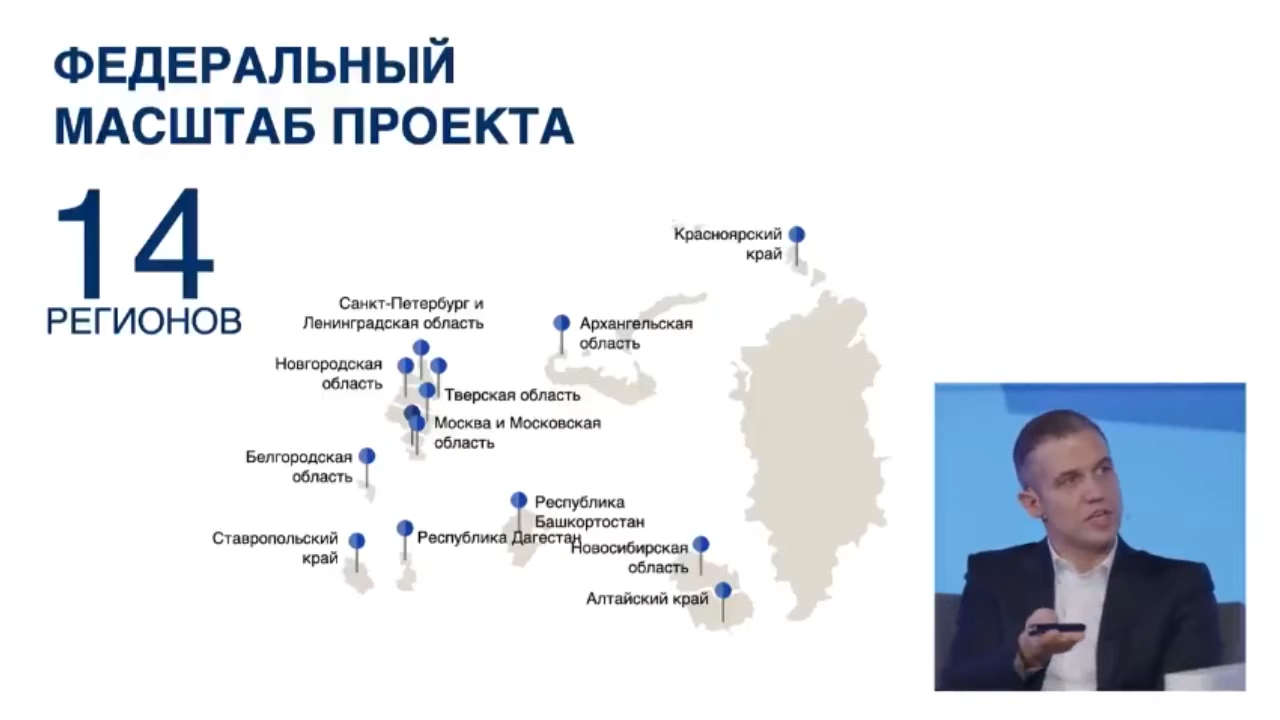 ФЕДЕРАЛЬНЫЙ
МАСШТАБ ПРОЕКТА
14
РЕГИОНОВ
Красноярский
край
Санкт-Петербург и
Ленинградская область
Архангельская
область
Новгородская
область
Тверская область
Москва и Московская
область
Белгородская
область
Республика
Башкортостан
Ставропольский
край
Республика Дагестан
Новосибирская
область
Алтайский край